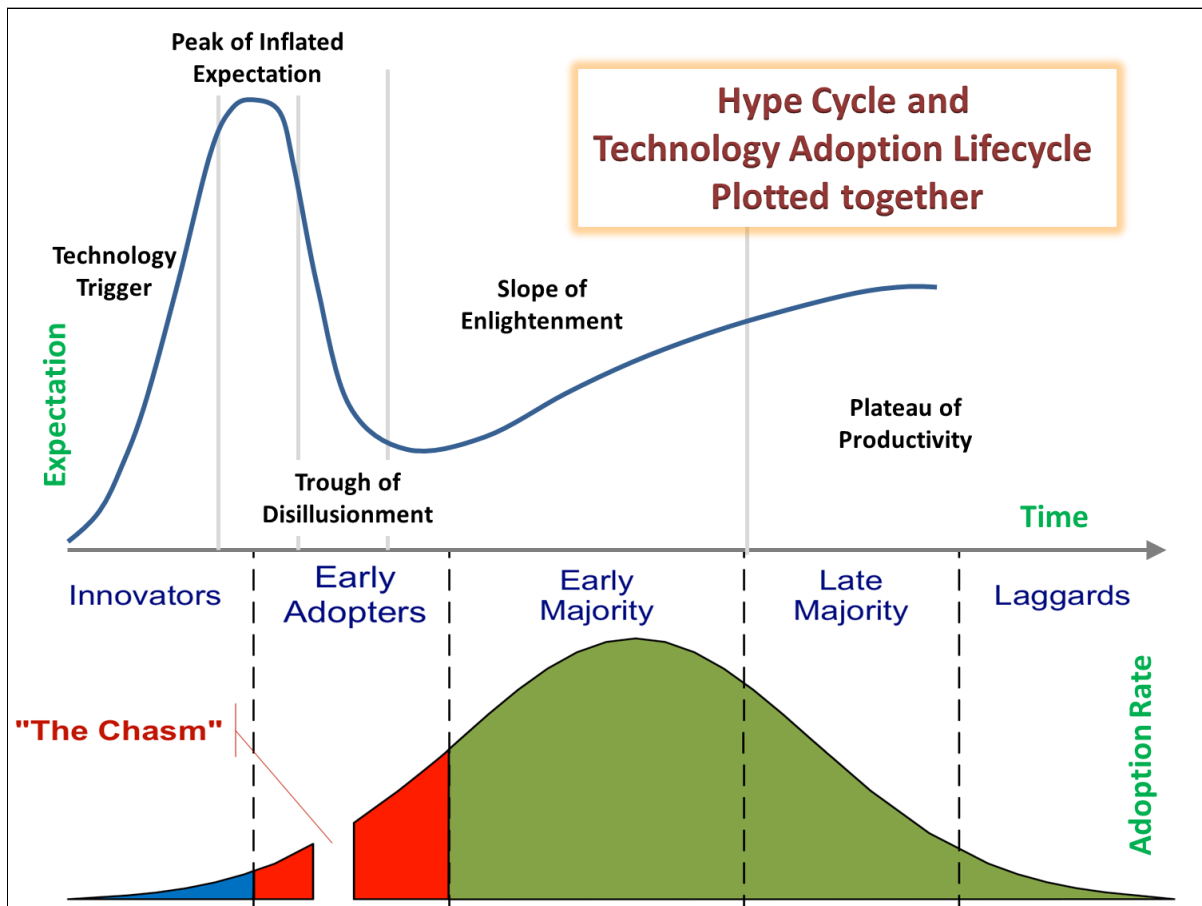 Peak of Inflated
Expectation
Hype Cycle and
Technology Adoption Lifecycle
Plotted together
Technology
Trigger
Slope of
Enlightenment
Expectation
Plateau of
Productivity
Trough of
Disillusionment
Time
Innovators
Early
Adopters
Early
Majority
Late
Majority
Laggards
"The Chasm"
Adoption Rate